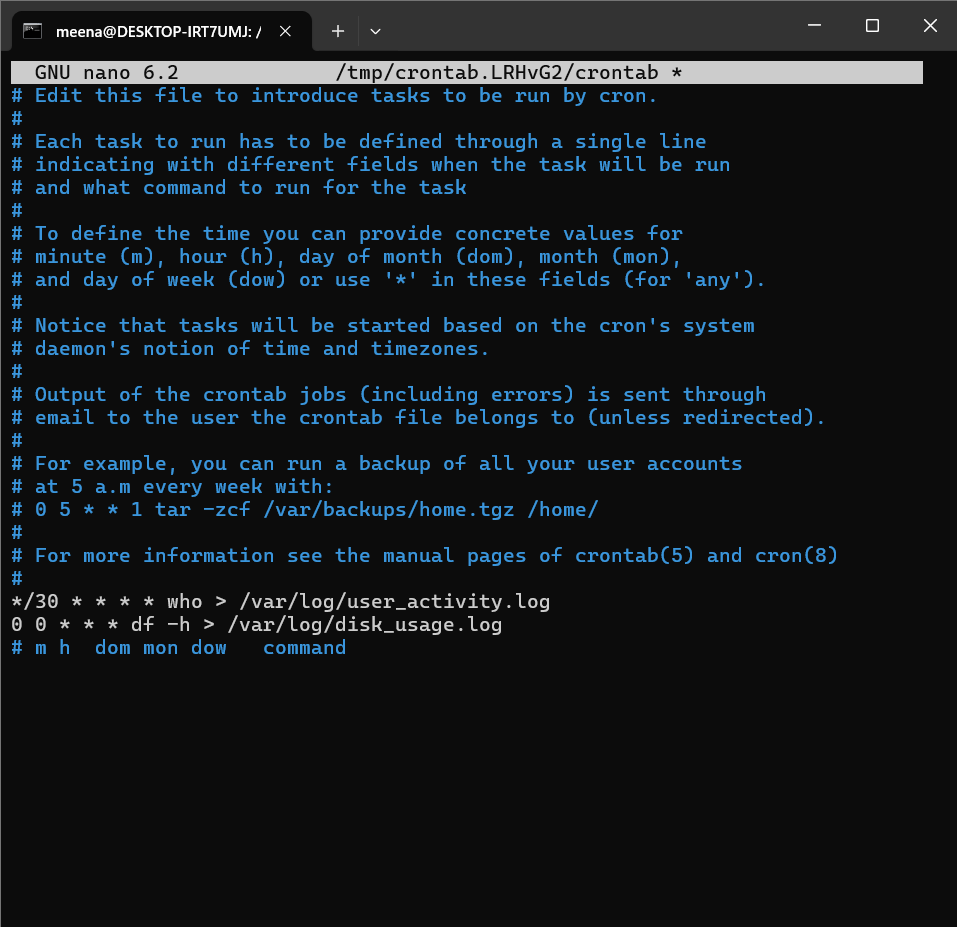 meena@DESKTOP-IRT7UMJ: /
GNU nano 6.2 /tmp/crontab.LRHvG2/crontab *
# Edit this file to introduce tasks to be run by cron.
#
# Each task to run has to be defined through a single line
# indicating with different fields when the task will be run
# and what command to run for the task
#
# To define the time you can provide concrete values for
# minute (m), hour (h), day of month (dom), month (mon),
# and day of week (dow) or use '*' in these fields (for 'any').
#
# Notice that tasks will be started based on the cron's system
# daemon's notion of time and timezones.
#
# Output of the crontab jobs (including errors) is sent through
# email to the user the crontab file belongs to (unless redirected).
#
# For example, you can run a backup of all your user accounts
# at 5 a.m every week with:
# 0 5 * * 1 tar -zcf /var/backups/home.tgz /home/
#
# For more information see the manual pages of crontab(5) and cron(8)
#
*/30 * * * * who > /var/log/user_activity.log
0 0 * * * df -h > /var/log/disk_usage.log
# m h  dom mon dow   command